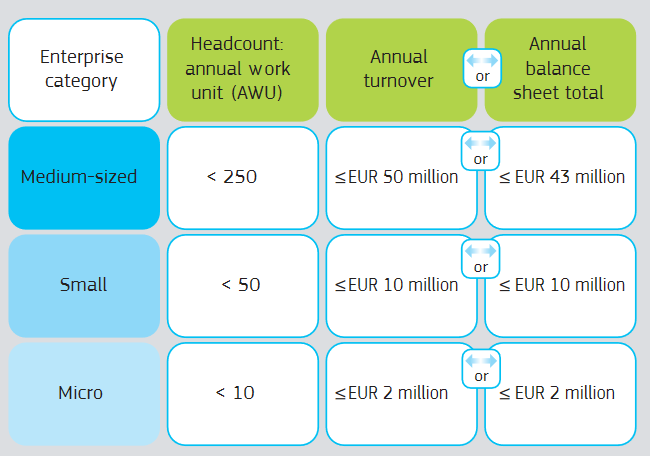 Enterprise
category
Headcount:
annual work
unit (AWU)
Annual
turnover
or
Annual
balance
sheet total
Medium-sized
< 250
≤EUR 50 million
or
≤ EUR 43 million
Small
< 50
≤EUR 10 million
or
≤ EUR 10 million
Micro
< 10
≤EUR 2 million
or
≤ EUR 2 million